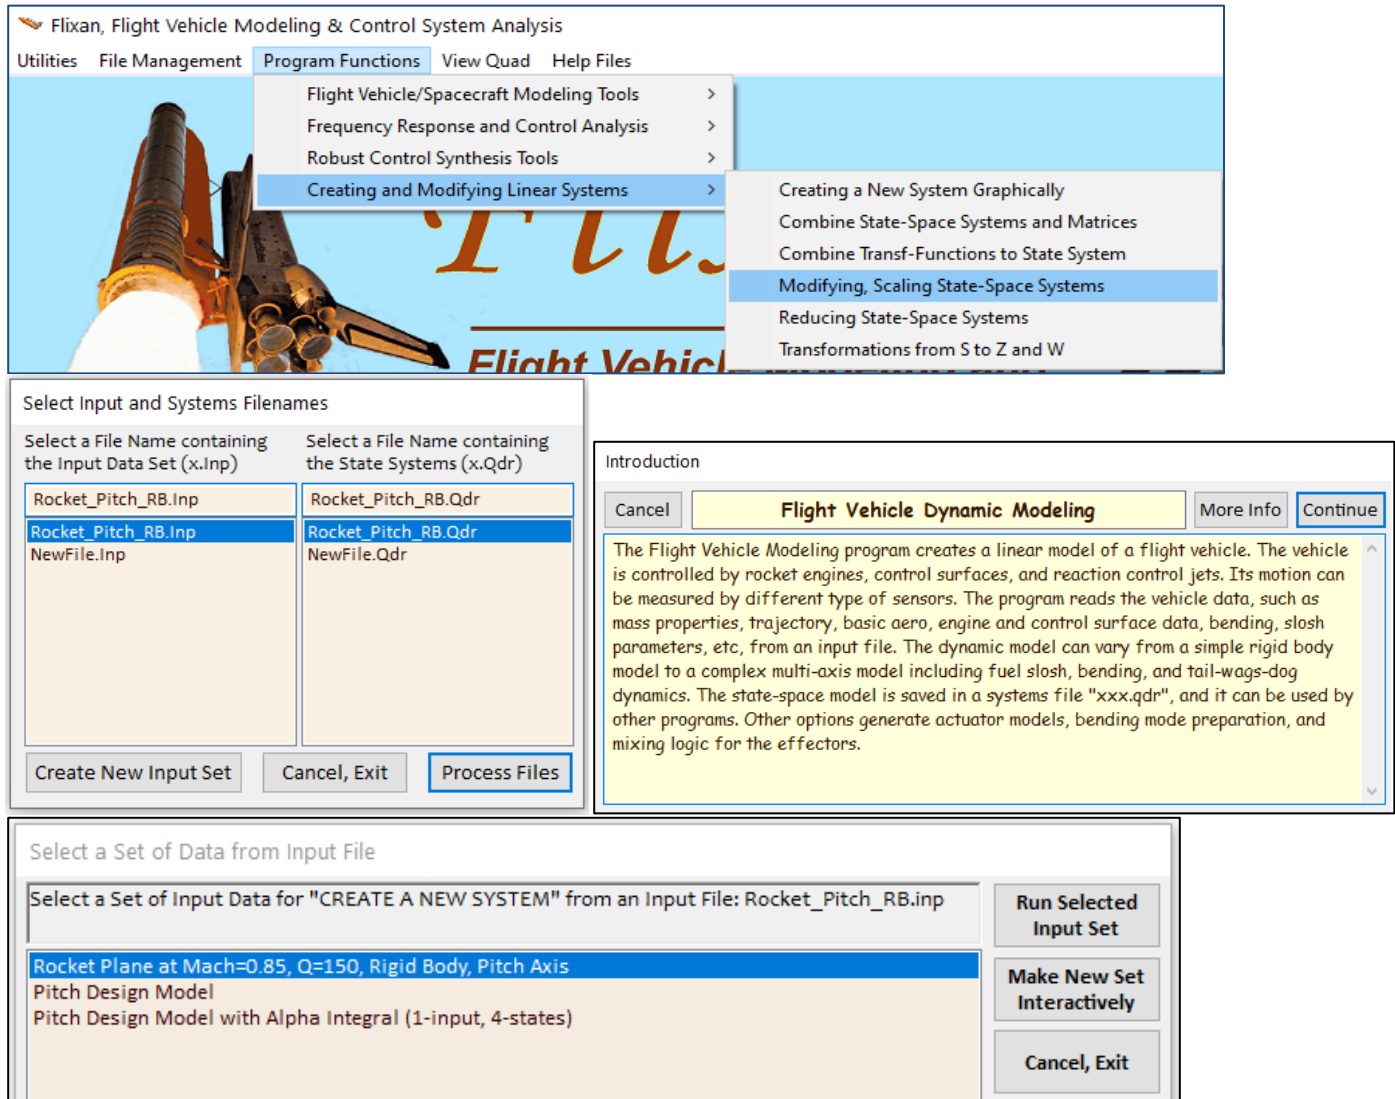 Flixan, Flight Vehicle Modeling & Control System Analysis
Utilities File Management Program Functions View Quad Help Files
Flight Vehicle/Spacecraft Modeling Tools >
Frequency Response and Control Analysis >
Robust Control Synthesis Tools >
Creating and Modifying Linear Systems >
Creating a New System Graphically
Combine State-Space Systems and Matrices
Combine Transf-Functions to State System
Modifying, Scaling State-Space Systems
Reducing State-Space Systems
Transformations from S to Z and W
Flight Vehicl
Select Input and Systems Filenames
Select a File Name containing
the Input Data Set (x.Inp)
Select a File Name containing
the State Systems (x.Qdr)
Rocket_Pitch_RB.Inp
Rocket_Pitch_RB.Qdr
Rocket_Pitch_RB.Inp
NewFile.Inp
Rocket_Pitch_RB.Qdr
NewFile.Qdr
Create New Input Set Cancel, Exit Process Files
Introduction
Cancel Flight Vehicle Dynamic Modeling More Info Continue
The Flight Vehicle Modeling program creates a linear model of a flight vehicle. The vehicle
is controlled by rocket engines, control surfaces, and reaction control jets. Its motion can
be measured by different type of sensors. The program reads the vehicle data, such as
mass properties, trajectory, basic aero, engine and control surface data, bending, slosh
parameters, etc, from an input file. The dynamic model can vary from a simple rigid body
model to a complex multi-axis model including fuel slosh, bending, and tail-wags-dog
dynamics. The state-space model is saved in a systems file "xxx.qdr", and it can be used by
other programs. Other options generate actuator models, bending mode preparation, and
mixing logic for the effectors.
Select a Set of Data from Input File
Select a Set of Input Data for "CREATE A NEW SYSTEM" from an Input File: Rocket_Pitch_RB.inp
Rocket Plane at Mach=0.85, Q=150, Rigid Body, Pitch Axis
Pitch Design Model
Pitch Design Model with Alpha Integral (1-input, 4-states)
Run Selected
Input Set
Make New Set
Interactively
Cancel, Exit